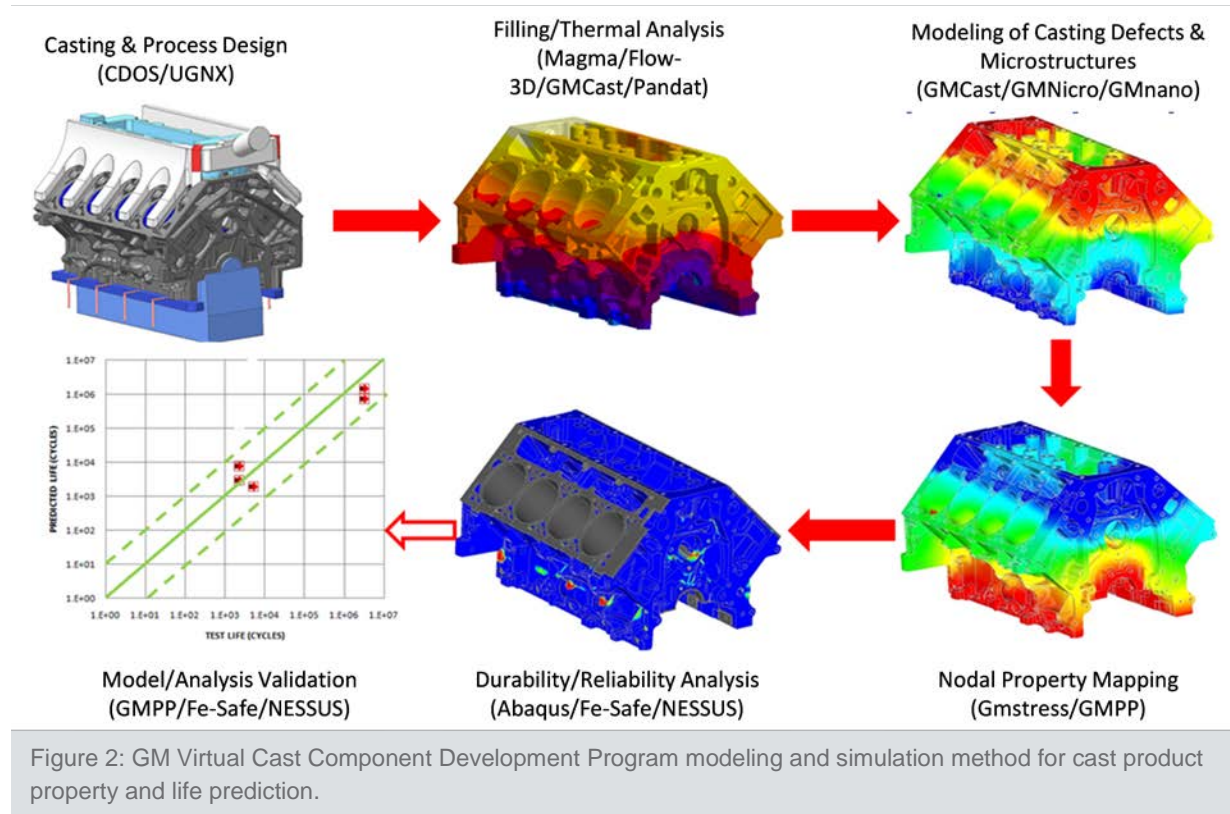 Casting & Process Design
(CDOS/UGNX)
Filling/Thermal Analysis
(Magma/Flow-
3D/GMCast/Pandat)
Modeling of Casting Defects &
Microstructures
(GMCast/GMNicro/GMnano)
1.E+07
1.E+06
1.E+05
1.E+04
1.E+03
1.E+02
1.E+01
1.E+00
PREDICTED LIFE (CYCLES)
1.E+00 1.E+01 1.E+02 1.E+03 1.E+04 1.E+05 1.E+06 1.E+07
TEST LIFE (CYCLES)
Model/Analysis Validation
(GMPP/Fe-Safe/NESSUS)
Durability/Reliability Analysis
(Abaqus/Fe-Safe/NESSUS)
Nodal Property Mapping
(Gmstress/GMPP)
Figure 2: GM Virtual Cast Component Development Program modeling and simulation method for cast product
property and life prediction.